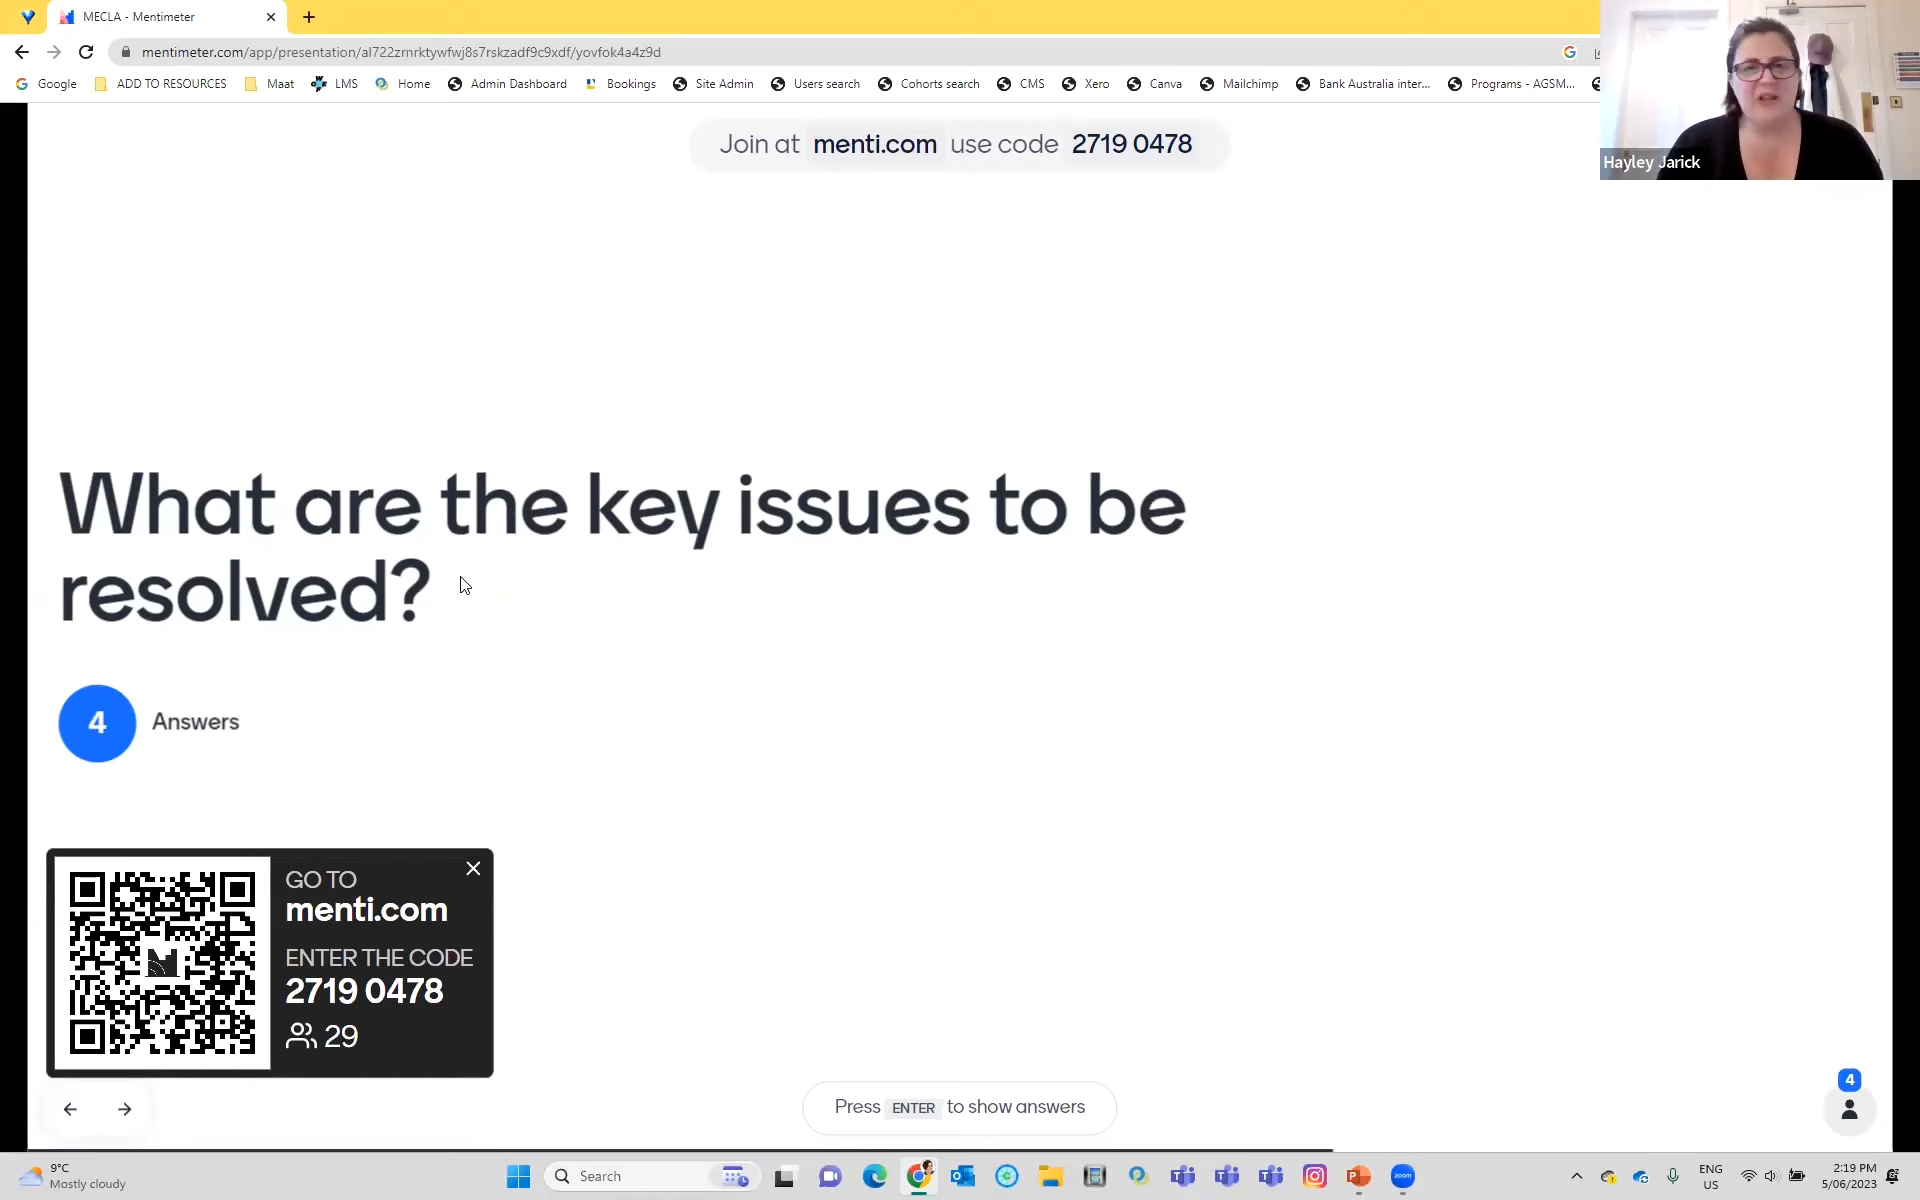 MECLA - Mentimeter
mentimeter.com/app/presentation/al722zrnrktywfwj8s7rskzadf9c9xdf/yovfok4a4z9d
Google ADD TO RESOURCES Maat LMS Home Admin Dashboard Bookings Site Admin Users search Cohorts search CMS Xero Canva Mailchimp Bank Australia inter... Programs - AGSM...
Hayley Jarick
Join at menti.com use code 2719 0478
What are the key issues to be
resolved?
4 Answers
GO TO
menti.com
ENTER THE CODE
2719 0478
29
Press ENTER to show answers
4
9°C
Mostly cloudy
Search
zoom
ENG
US
2:19 PM
5/06/2023